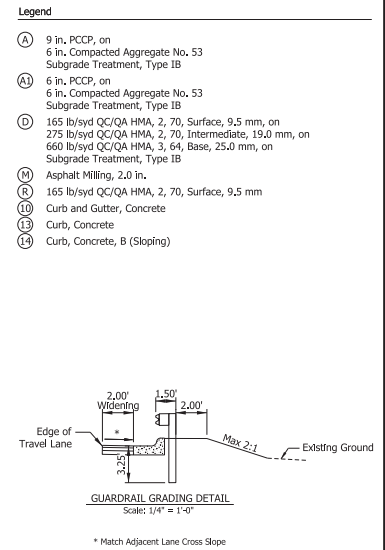 Legend
A 9 in. PCCP, on
6 in. Compacted Aggregate No. 53
Subgrade Treatment, Type IB
A1 6 in. PCCP, on
6 in. Compacted Aggregate No. 53
Subgrade Treatment, Type IB
D 165 lb/syd QC/QA HMA, 2, 70, Surface, 9.5 mm, on
275 lb/syd QC/QA HMA, 2, 70, Intermediate, 19.0 mm, on
660 lb/syd QC/QA HMA, 3, 64, Base, 25.0 mm, on
Subgrade Treatment, Type IB
M Asphalt Milling, 2.0 in.
R 165 lb/syd QC/QA HMA, 2, 70, Surface, 9.5 mm
10 Curb and Gutter, Concrete
13 Curb, Concrete
14 Curb, Concrete, B (Sloping)
2.00'
Widening
1.50'
2.00'
*
Edge of
Travel Lane
3.25'
Max 2:1
Existing Ground
GUARDRAIL GRADING DETAIL
Scale: 1/4" = 1'-0"
* Match Adjacent Lane Cross Slope